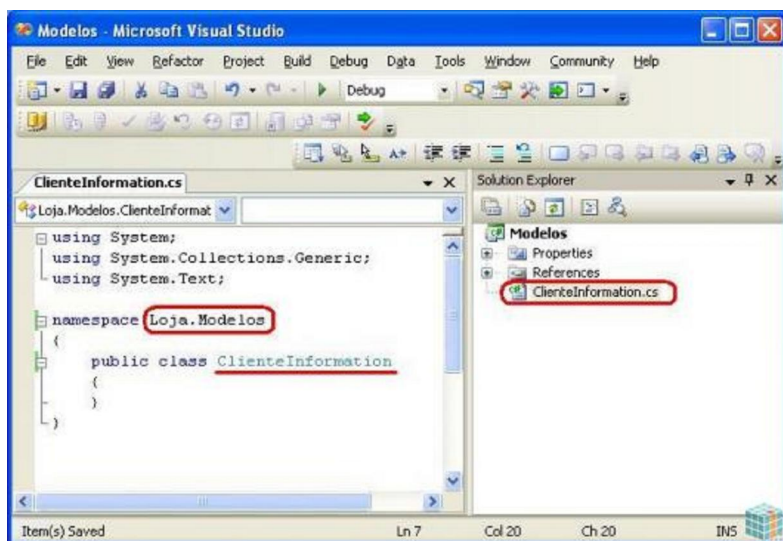 Modelos - Microsoft Visual Studio
File Edit View Refactor Project Build Debug Data Tools Window Community Help
Debug
ClienteInformation.cs
Loja.Modelos.ClienteInformat
using System;
using System.Collections.Generic;
using System.Text;
namespace Loja.Modelos
{
public class ClienteInformation
{
}
}
Solution Explorer
Modelos
Properties
References
ClienteInformation.cs
Item(s) Saved Ln 7 Col 20 Ch 20 INS